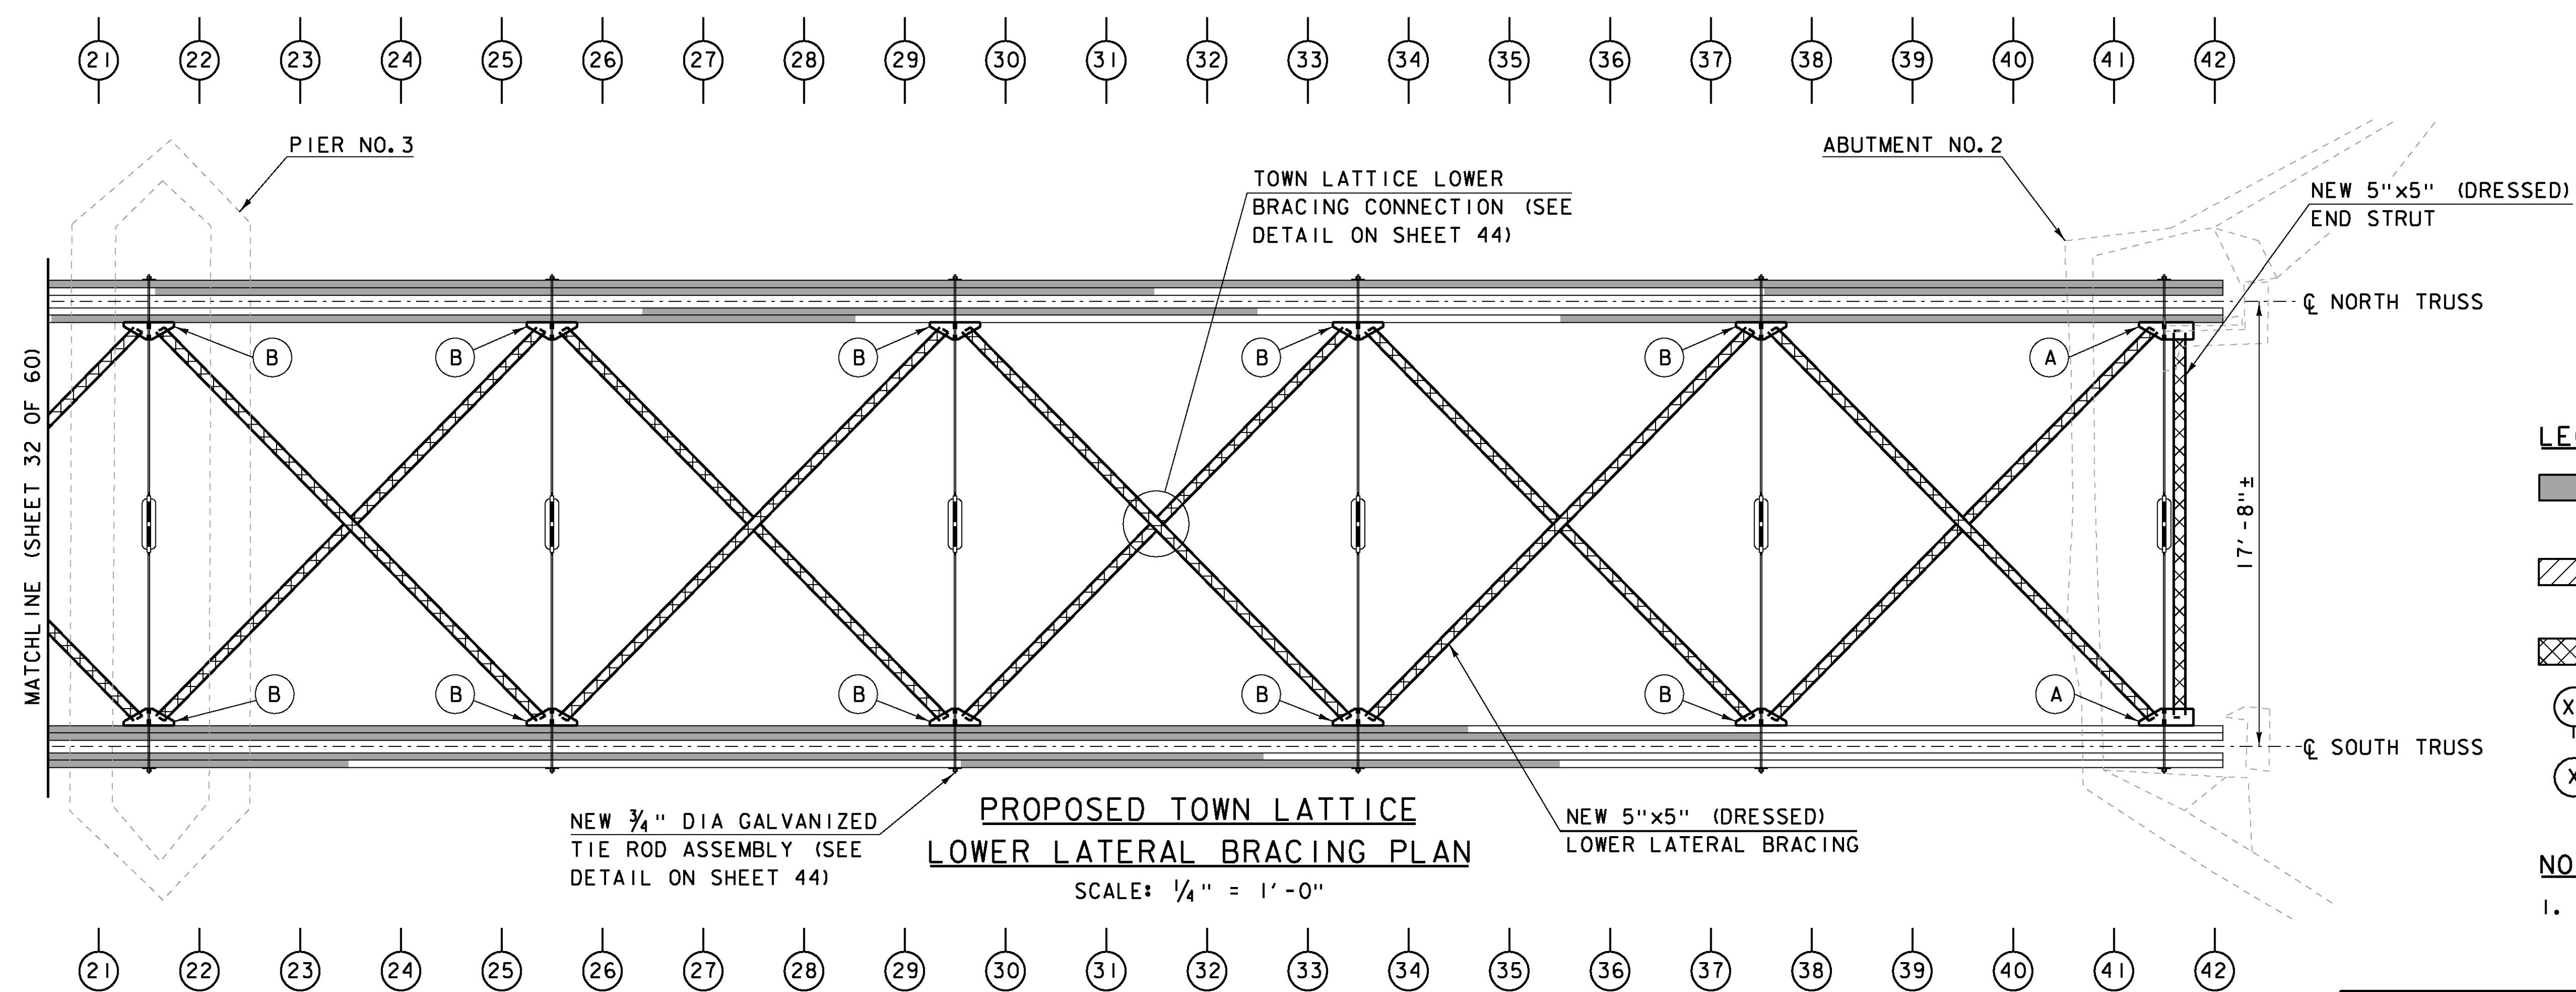 21 22 23 24 25 26 27 28 29 30 31 32 33 34 35 36 37 38 39 40 41 42
PIER NO. 3
ABUTMENT NO. 2
TOWN LATTICE LOWER
BRACING CONNECTION (SEE
DETAIL ON SHEET 44)
NEW 5"x5" (DRESSED)
END STRUT
℄ NORTH TRUSS
B B B B B A
MATCHLINE (SHEET 32 OF 60)
17'-8"±
B B B B B A
℄ SOUTH TRUSS
NEW 3/4" DIA GALVANIZED
TIE ROD ASSEMBLY (SEE
DETAIL ON SHEET 44)
PROPOSED TOWN LATTICE
LOWER LATERAL BRACING PLAN
SCALE: 1/4" = 1'-0"
NEW 5"x5" (DRESSED)
LOWER LATERAL BRACING
X
X
1.
21 22 23 24 25 26 27 28 29 30 31 32 33 34 35 36 37 38 39 40 41 42